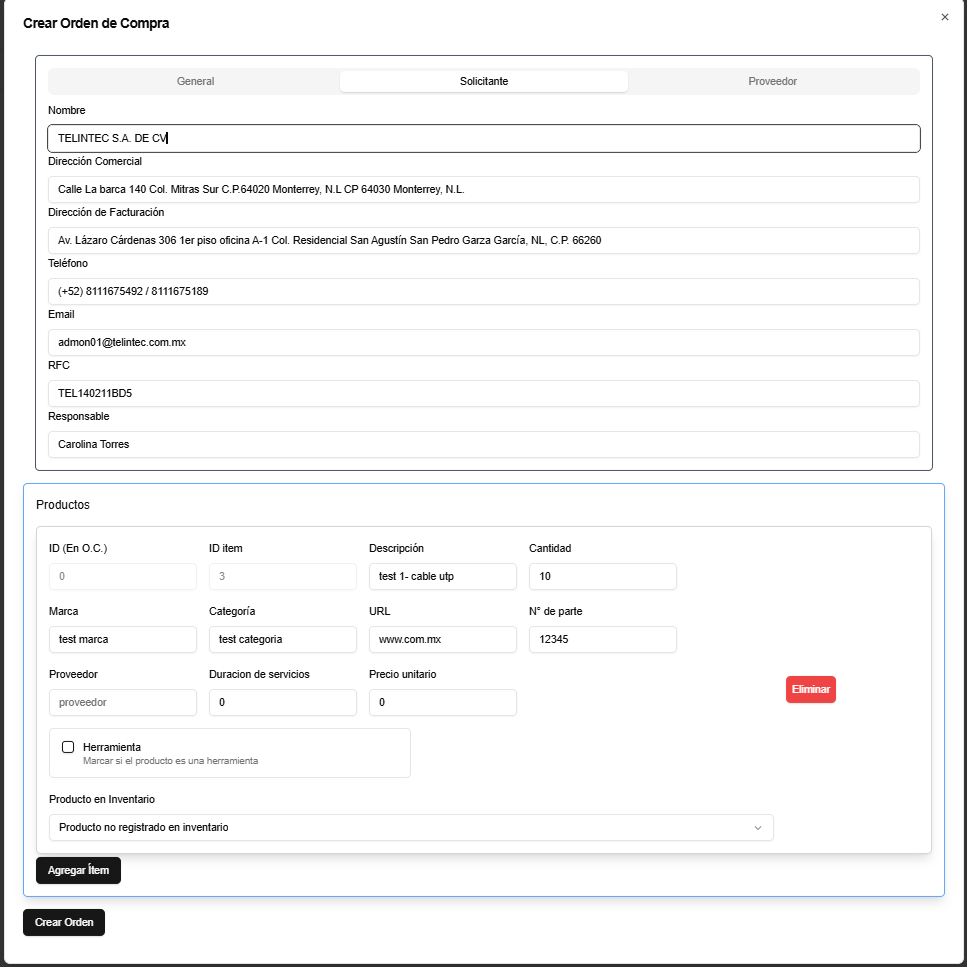 Crear Orden de Compra
×
General Solicitante Proveedor
Nombre
TELINTEC S.A. DE CV
Dirección Comercial
Calle La barca 140 Col. Mitras Sur C.P.64020 Monterrey, N.L CP 64030 Monterrey, N.L.
Dirección de Facturación
Av. Lázaro Cárdenas 306 1er piso oficina A-1 Col. Residencial San Agustín San Pedro Garza García, NL, C.P. 66260
Teléfono
(+52) 8111675492 / 8111675189
Email
admon01@telintec.com.mx
RFC
TEL140211BD5
Responsable
Carolina Torres
Productos
ID (En O.C.) ID item Descripción Cantidad
0 3 test 1- cable utp 10
Marca Categoría URL N° de parte
test marca test categoria www.com.mx 12345
Proveedor Duracion de servicios Precio unitario
proveedor 0 0
Eliminar
Herramienta
Marcar si el producto es una herramienta
Producto en Inventario
Producto no registrado en inventario
Agregar Ítem
Crear Orden